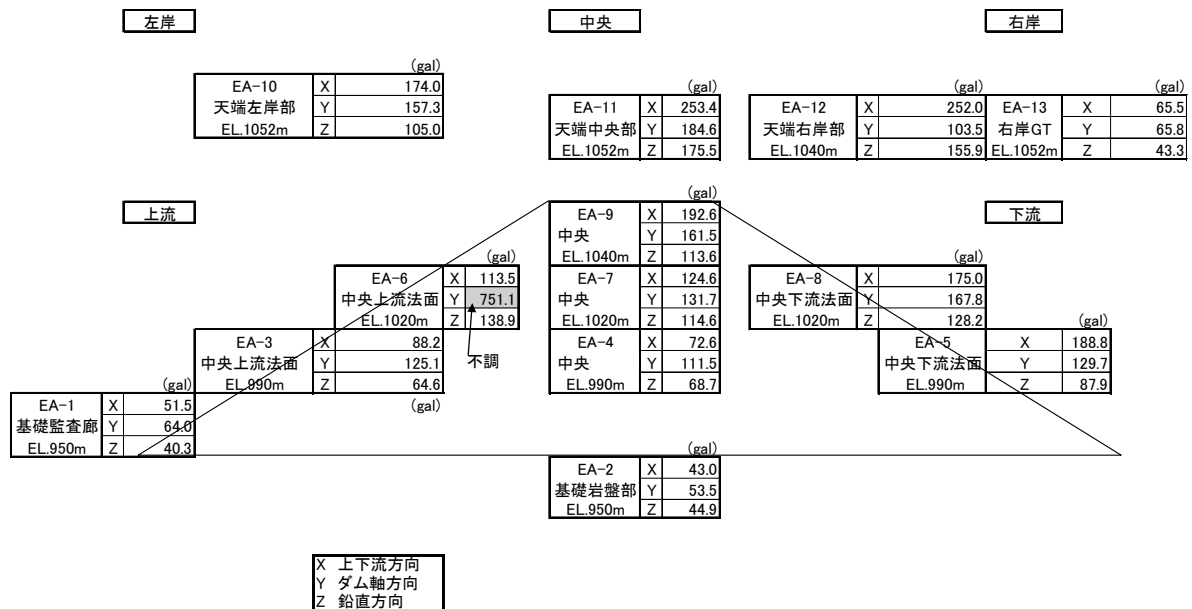 左岸 中央 右岸
(gal)
EA-10 X 174.0
天端左岸部 Y 157.3
EL.1052m Z 105.0
(gal)
EA-11 X 253.4
天端中央部 Y 184.6
EL.1052m Z 175.5
(gal)
EA-12 X 252.0
天端右岸部 Y 103.5
EL.1040m Z 155.9
(gal)
EA-13 X 65.5
右岸GT Y 65.8
EL.1052m Z 43.3
上流 下流
(gal)
EA-9 X 192.6
中央 Y 161.5
EL.1040m Z 113.6
(gal)
EA-6 X 113.5
中央上流法面 Y 751.1
EL.1020m Z 138.9
不調
EA-7 X 124.6
中央 Y 131.7
EL.1020m Z 114.6
(gal)
EA-8 X 175.0
中央下流法面 Y 167.8
EL.1020m Z 128.2
EA-3 X 88.2
中央上流法面 Y 125.1
EL.990m Z 64.6
(gal)
EA-4 X 72.6
中央 Y 111.5
EL.990m Z 68.7
(gal)
EA-5 X 188.8
中央下流法面 Y 129.7
EL.990m Z 87.9
(gal)
EA-1 X 51.5
基礎監査廊 Y 64.0
EL.950m Z 40.3
(gal)
EA-2 X 43.0
基礎岩盤部 Y 53.5
EL.950m Z 44.9
X 上下流方向
Y ダム軸方向
Z 鉛直方向